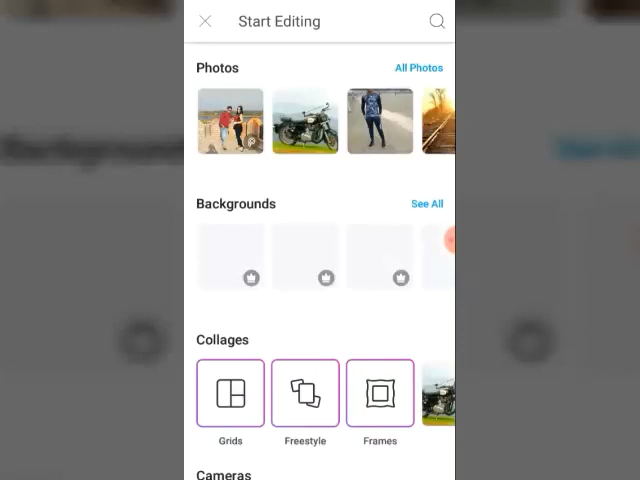 Start Editing
Photos
All Photos
Backgrounds
See All
Collages
Grids
Freestyle
Frames
Cameras